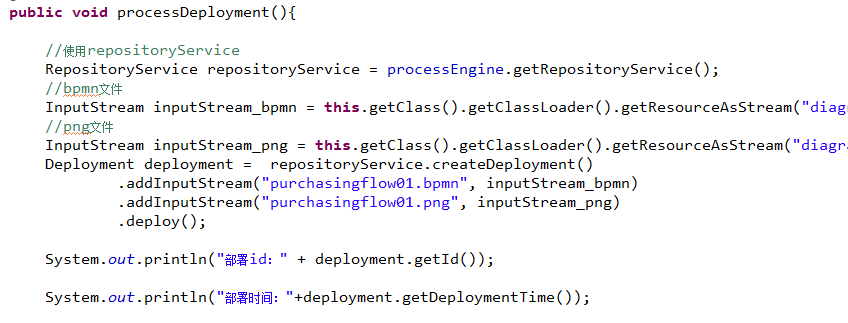 public void processDeployment(){
//使用repositoryService
RepositoryService repositoryService = processEngine.getRepositoryService();
//bpmn文件
InputStream inputStream_bpmn = this.getClass().getClassLoader().getResourceAsStream("diagra
//png文件
InputStream inputStream_png = this.getClass().getClassLoader().getResourceAsStream("diagra
Deployment deployment =  repositoryService.createDeployment()
.addInputStream("purchasingflow01.bpmn", inputStream_bpmn)
.addInputStream("purchasingflow01.png", inputStream_png)
.deploy();
System.out.println("部署id：" + deployment.getId());
System.out.println("部署时间："+deployment.getDeploymentTime());